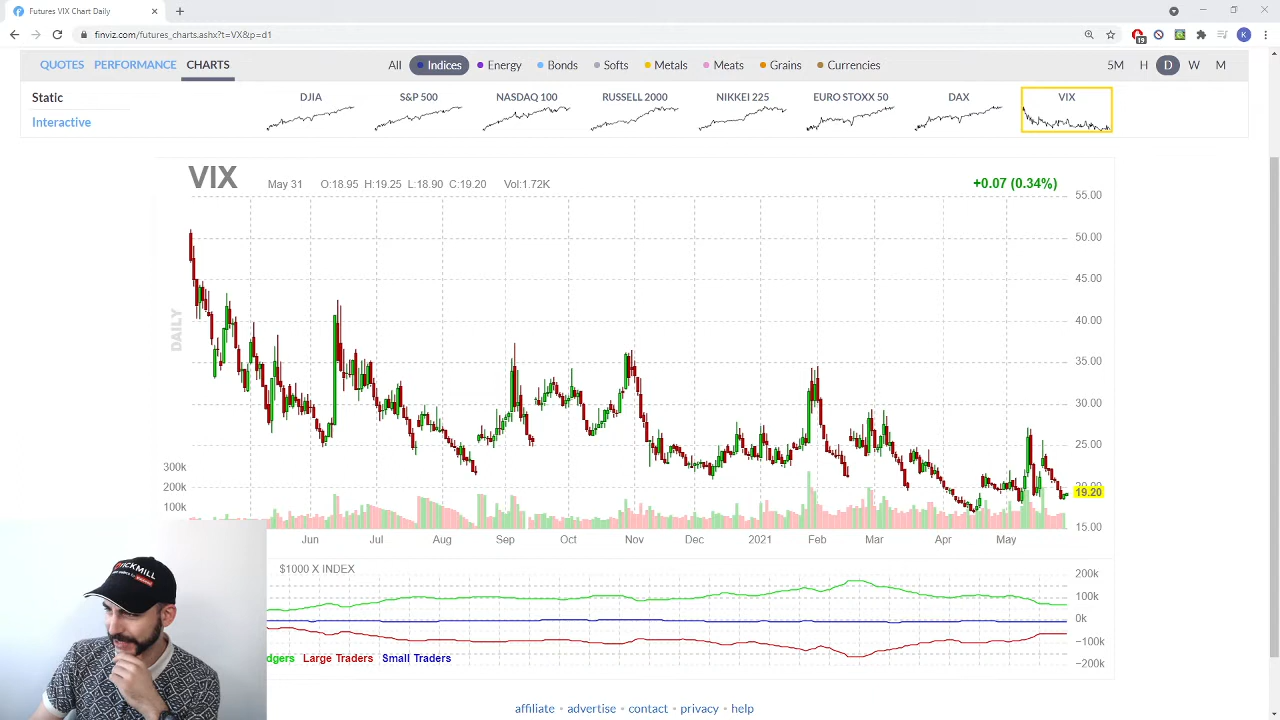 Futures VIX Chart Daily
finviz.com/futures_charts.ashx?t=VX&p=d1
19
K
QUOTES PERFORMANCE CHARTS All Indices Energy Bonds Softs Metals Meats Grains Currencies 5M H D W M
Static
Interactive
DJIA S&P 500 NASDAQ 100 RUSSELL 2000 NIKKEI 225 EURO STOXX 50 DAX VIX
VIX May 31 O:18.95 H:19.25 L:18.90 C:19.20 Vol:1.72K +0.07 (0.34%)
55.00
50.00
45.00
40.00
DAILY
35.00
30.00
25.00
300k
200k
19.20
100k
15.00
Jun Jul Aug Sep Oct Nov Dec 2021 Feb Mar Apr May
$1000 X INDEX
200k
100k
0k
−100k
−200k
dgers Large Traders Small Traders
affiliate • advertise • contact • privacy • help